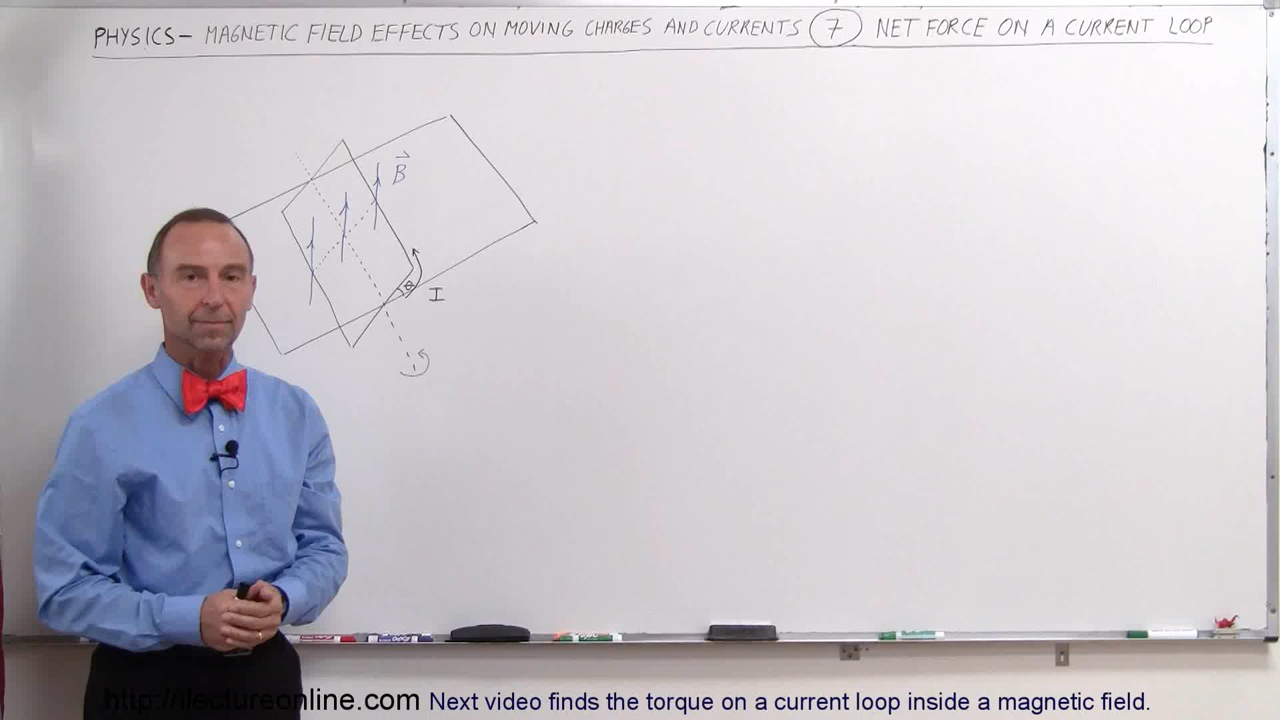 PHYSICS- MAGNETIC FIELD EFFECTS ON MOVING CHARGES AND CURRENTS 7 NET FORCE ON A CURRENT LOOP
B
θ
I
http://ilectureonline.com Next video finds the torque on a current loop inside a magnetic field.